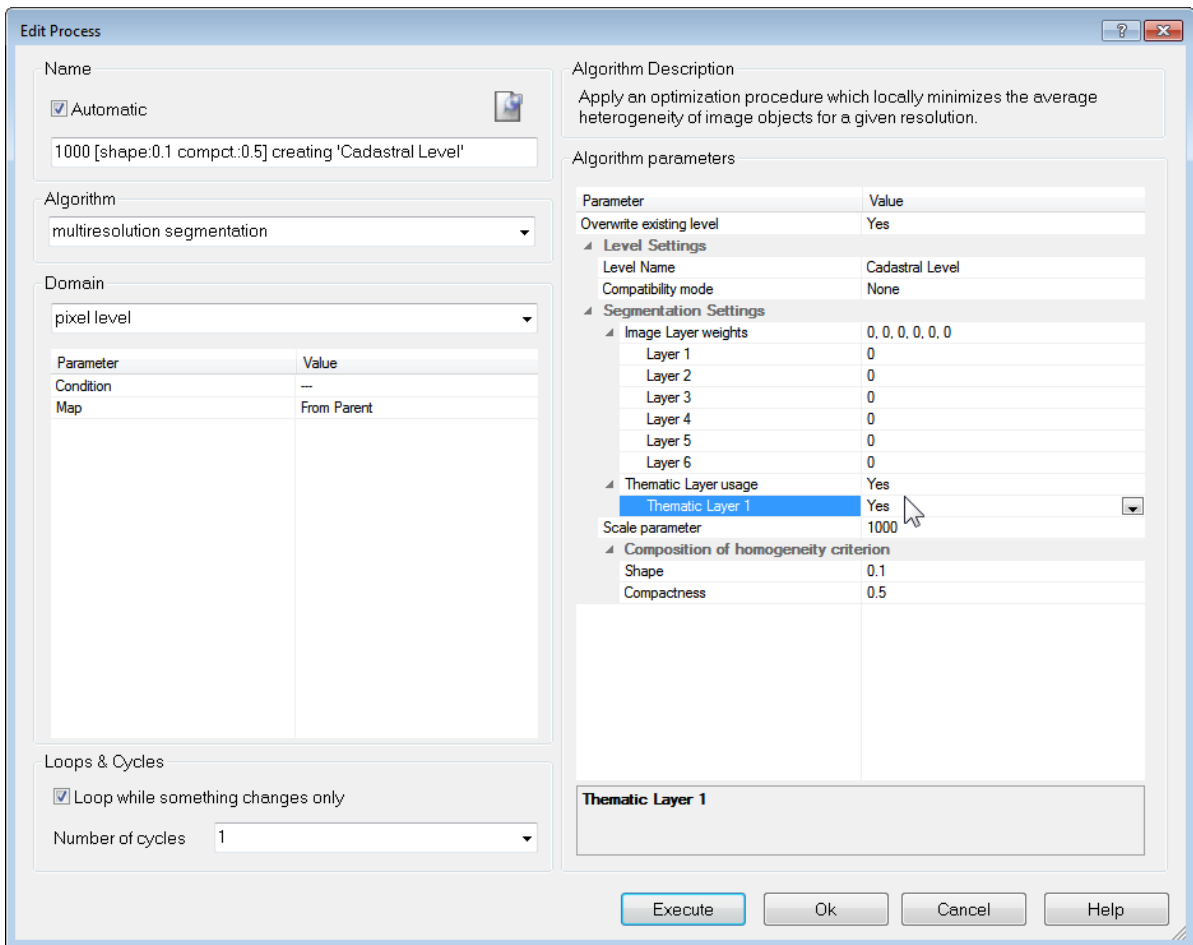 Edit Process
?
Name
Automatic
1000 [shape:0.1 compct.:0.5] creating 'Cadastral Level'
Algorithm
multiresolution segmentation
Domain
pixel level
Parameter Value
Condition ---
Map From Parent
Loops & Cycles
Loop while something changes only
Number of cycles 1
Algorithm Description
Apply an optimization procedure which locally minimizes the average
heterogeneity of image objects for a given resolution.
Algorithm parameters
Parameter Value
Overwrite existing level Yes
Level Settings
Level Name Cadastral Level
Compatibility mode None
Segmentation Settings
Image Layer weights 0, 0, 0, 0, 0, 0
Layer 1 0
Layer 2 0
Layer 3 0
Layer 4 0
Layer 5 0
Layer 6 0
Thematic Layer usage Yes
Thematic Layer 1 Yes
Scale parameter 1000
Composition of homogeneity criterion
Shape 0.1
Compactness 0.5
Thematic Layer 1
Execute Ok Cancel Help